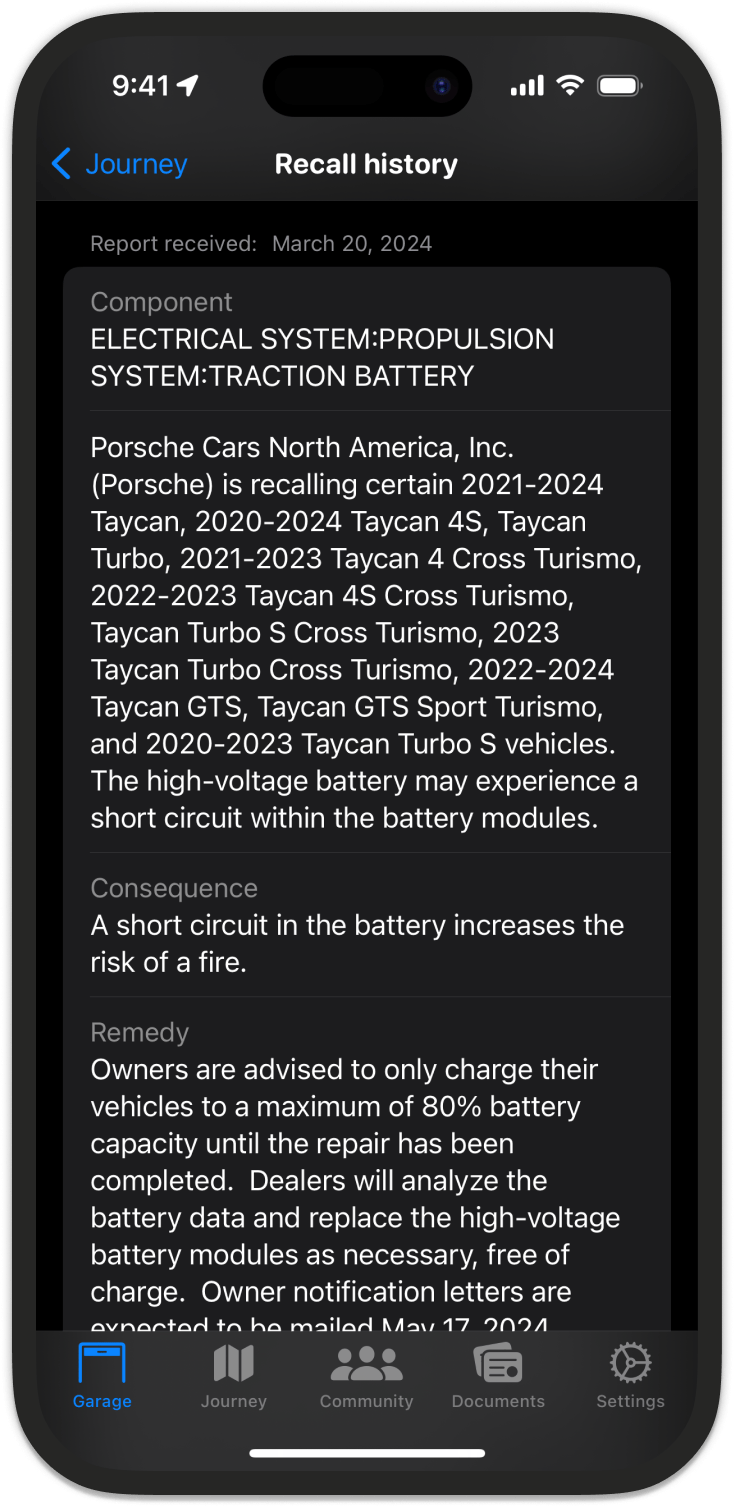 9:41
Journey
Recall history
Report received: March 20, 2024
Component
ELECTRICAL SYSTEM:PROPULSION
SYSTEM:TRACTION BATTERY
Porsche Cars North America, Inc.
(Porsche) is recalling certain 2021-2024
Taycan, 2020-2024 Taycan 4S, Taycan
Turbo, 2021-2023 Taycan 4 Cross Turismo,
2022-2023 Taycan 4S Cross Turismo,
Taycan Turbo S Cross Turismo, 2023
Taycan Turbo Cross Turismo, 2022-2024
Taycan GTS, Taycan GTS Sport Turismo,
and 2020-2023 Taycan Turbo S vehicles.
The high-voltage battery may experience a
short circuit within the battery modules.
Consequence
A short circuit in the battery increases the
risk of a fire.
Remedy
Owners are advised to only charge their
vehicles to a maximum of 80% battery
capacity until the repair has been
completed.  Dealers will analyze the
battery data and replace the high-voltage
battery modules as necessary, free of
charge.  Owner notification letters are
expected to be mailed May 17, 2024
Garage
Journey
Community
Documents
Settings